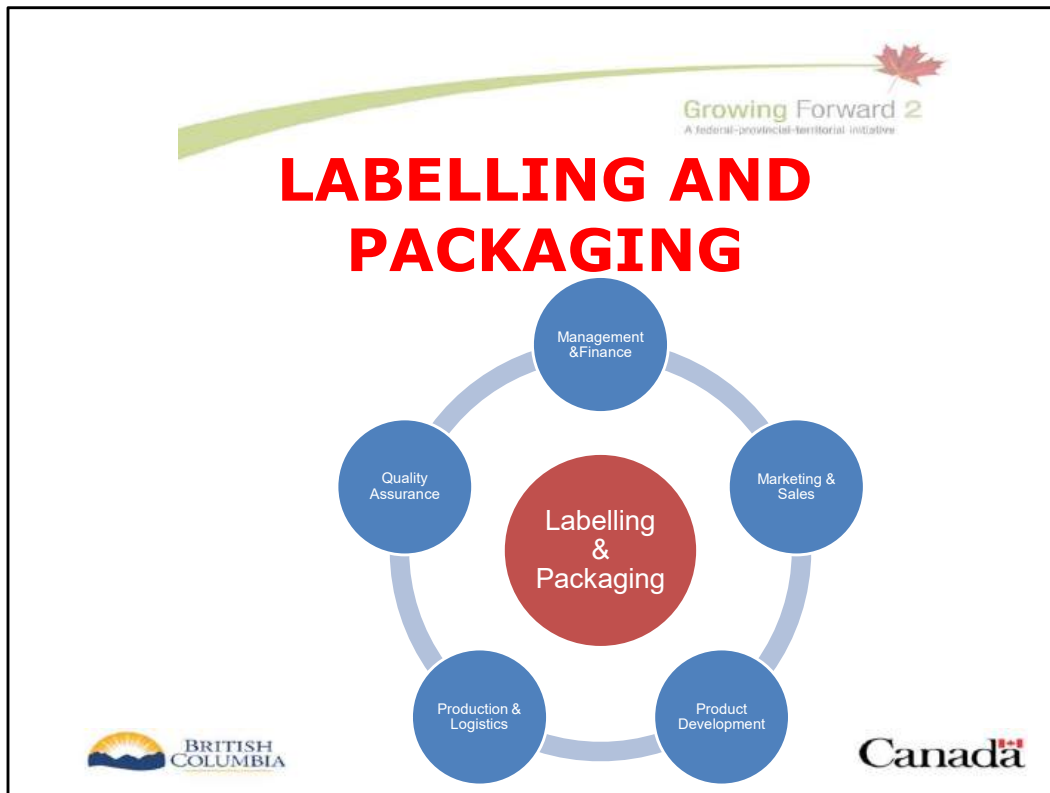 Growing Forward 2
A federal-provincial-territorial initiative
LABELLING AND
PACKAGING
Management
&Finance
Quality
Assurance
Marketing &
Sales
Labelling
&
Packaging
Production &
Logistics
Product
Development
BRITISH
COLUMBIA
Canada